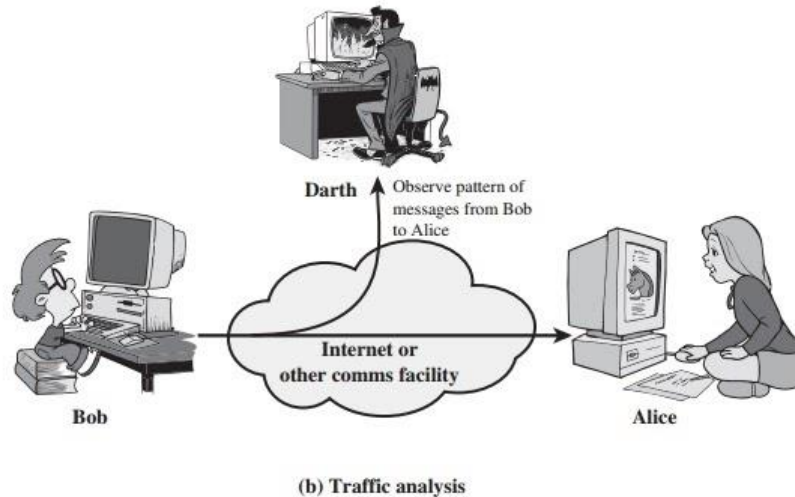 Darth
Observe pattern of
messages from Bob
to Alice
Internet or
other comms facility
Bob
Alice
(b) Traffic analysis